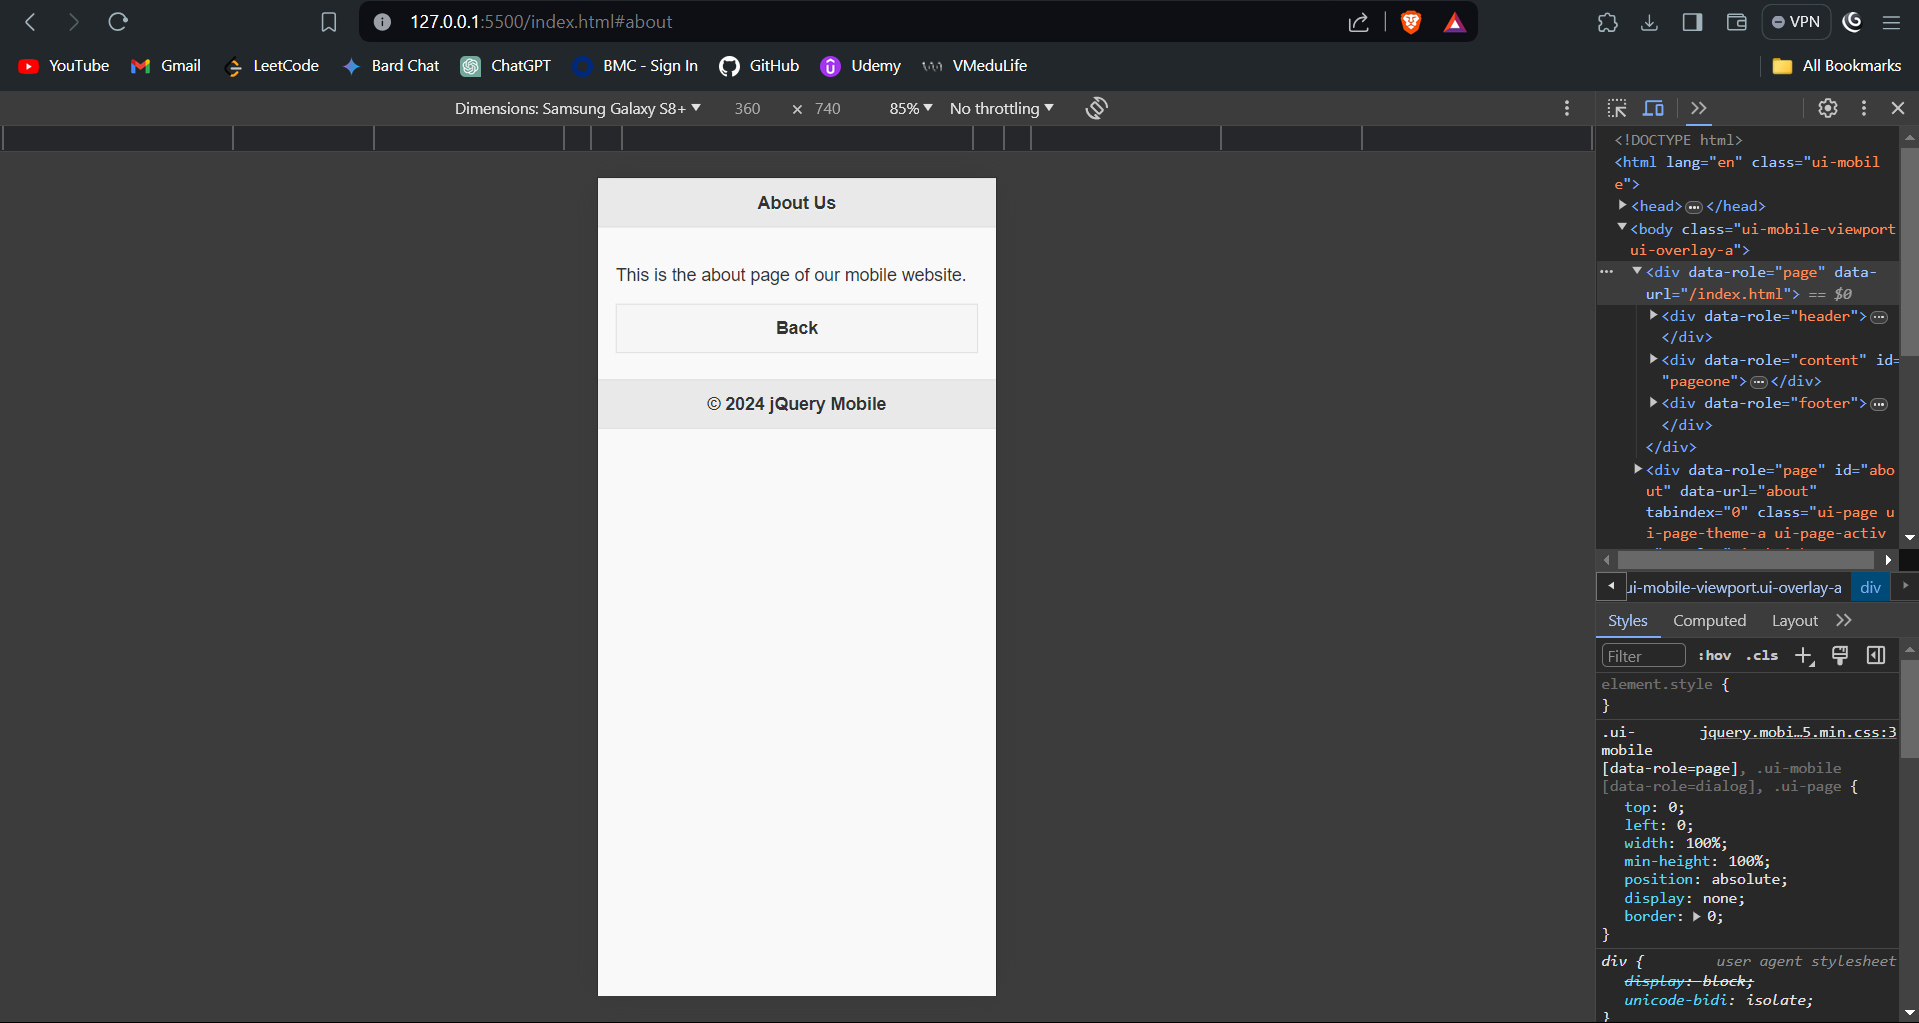 127.0.0.1:5500/index.html#about
VPN
YouTube Gmail LeetCode Bard Chat ChatGPT BMC - Sign In GitHub Udemy VMeduLife All Bookmarks
Dimensions: Samsung Galaxy S8+ 360 × 740 85% No throttling
About Us
This is the about page of our mobile website.
Back
© 2024 jQuery Mobile
<!DOCTYPE html>
<html lang="en" class="ui-mobil
e">
<head> ••• </head>
<body class="ui-mobile-viewport
ui-overlay-a">
<div data-role="page" data-
url="/index.html"> == $0
<div data-role="header"> •••
</div>
<div data-role="content" id=
"pageone"> ••• </div>
<div data-role="footer"> •••
</div>
</div>
<div data-role="page" id="abo
ut" data-url="about"
tabindex="0" class="ui-page u
i-page-theme-a ui-page-activ
ui-mobile-viewport.ui-overlay-a div
Styles Computed Layout
Filter :hov .cls
element.style {
}
.ui- jquery.mobi…5.min.css:3
mobile
[data-role=page], .ui-mobile
[data-role=dialog], .ui-page {
top: 0;
left: 0;
width: 100%;
min-height: 100%;
position: absolute;
display: none;
border: 0;
}
div { user agent stylesheet
display: block;
unicode-bidi: isolate;
}